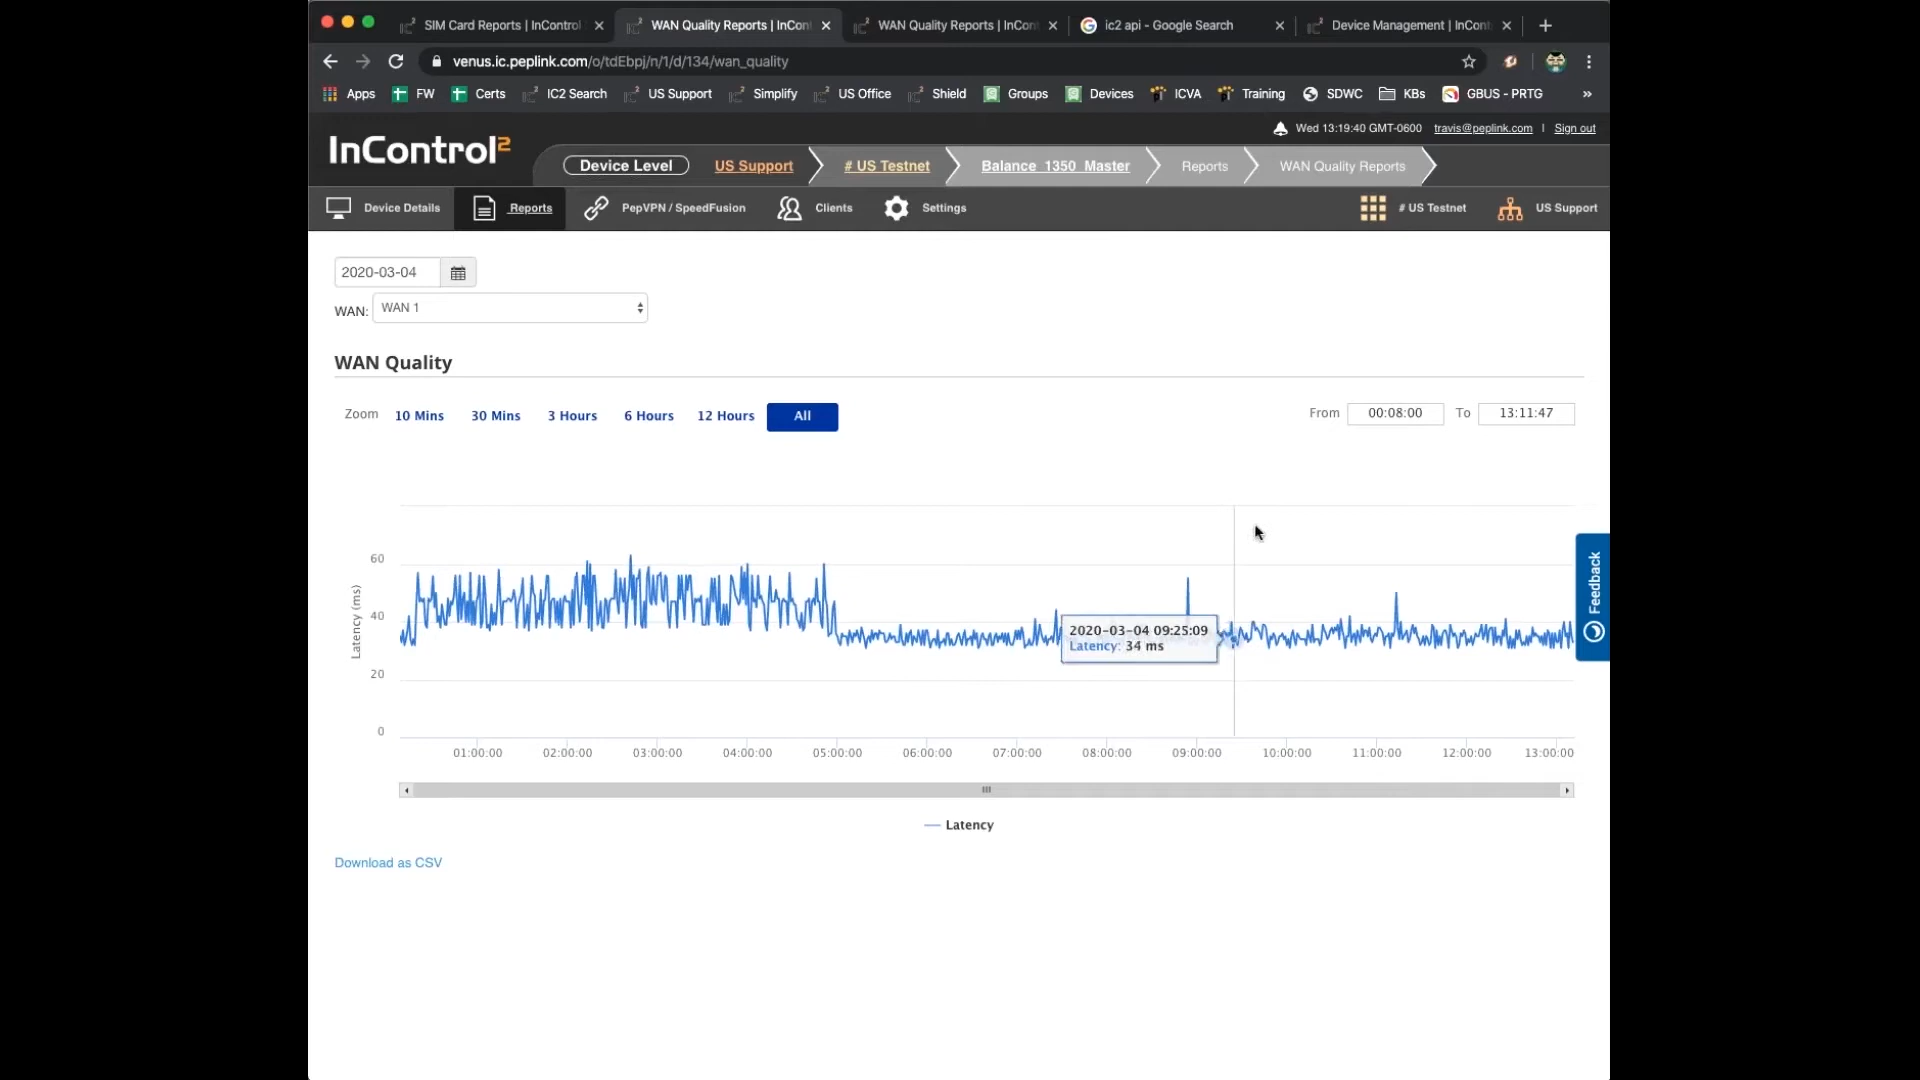 SIM Card Reports | InControl
WAN Quality Reports | InCon
WAN Quality Reports | InCon
ic2 api - Google Search
Device Management | InCont
venus.ic.peplink.com/o/tdEbpj/n/1/d/134/wan_quality
Apps FW Certs IC2 Search US Support Simplify US Office Shield Groups Devices ICVA Training SDWC KBs GBUS - PRTG »
Wed 13:19:40 GMT-0600 travis@peplink.com | Sign out
InControl2
Device Level US Support # US Testnet Balance_1350_Master Reports WAN Quality Reports
Device Details Reports PepVPN / SpeedFusion Clients Settings # US Testnet US Support
2020-03-04
WAN: WAN 1
WAN Quality
Zoom 10 Mins 30 Mins 3 Hours 6 Hours 12 Hours All From 00:08:00 To 13:11:47
Latency (ms)
60
40
20
0
2020-03-04 09:25:09
Latency: 34 ms
Feedback
01:00:00 02:00:00 03:00:00 04:00:00 05:00:00 06:00:00 07:00:00 08:00:00 09:00:00 10:00:00 11:00:00 12:00:00 13:00:00
Latency
Download as CSV